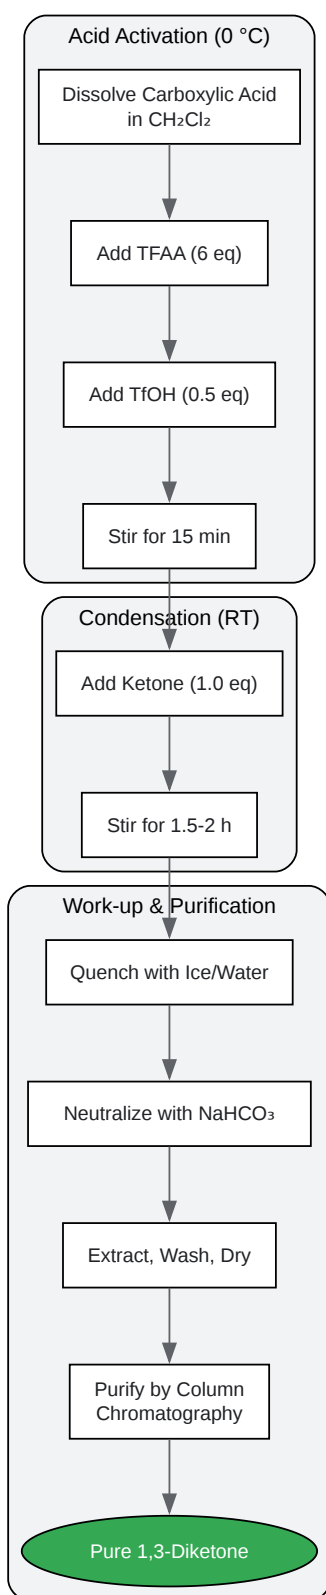 Acid Activation (0 °C)
Dissolve Carboxylic Acid
in CH₂Cl₂
Add TFAA (6 eq)
Add TfOH (0.5 eq)
Stir for 15 min
Condensation (RT)
Add Ketone (1.0 eq)
Stir for 1.5-2 h
Work-up & Purification
Quench with Ice/Water
Neutralize with NaHCO₃
Extract, Wash, Dry
Purify by Column
Chromatography
Pure 1,3-Diketone